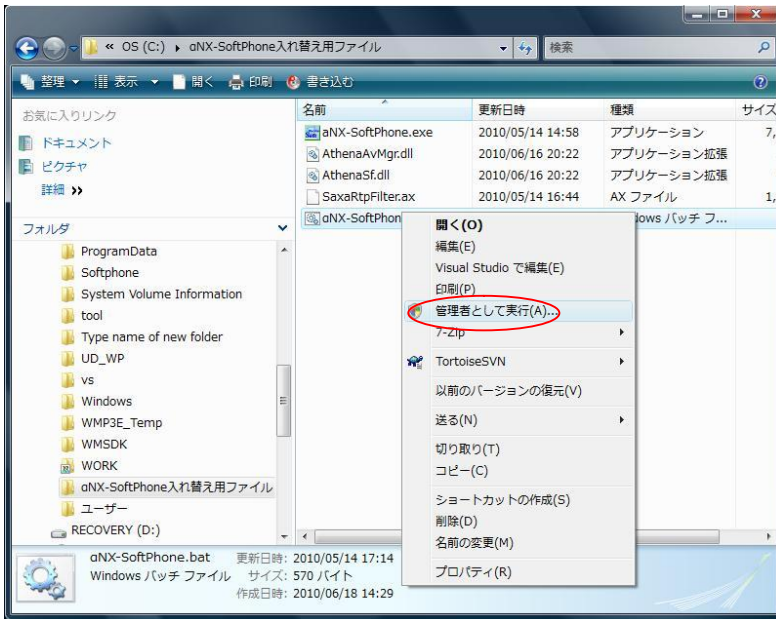 « OS (C:) ▸ αNX-SoftPhone入れ替え用ファイル
検索
整理 表示 開く 印刷 書き込む
お気に入りリンク
ドキュメント
ピクチャ
詳細 »
フォルダ
ProgramData
Softphone
System Volume Information
tool
Type name of new folder
UD_WP
vs
Windows
WMP3E_Temp
WMSDK
WORK
αNX-SoftPhone入れ替え用ファイル
ユーザー
RECOVERY (D:)
名前 更新日時 種類 サイズ
aNX-SoftPhone.exe 2010/05/14 14:58 アプリケーション 7,
AthenaAvMgr.dll 2010/06/16 20:22 アプリケーション拡張
AthenaSf.dll 2010/06/16 20:22 アプリケーション拡張
SaxaRtpFilter.ax 2010/05/14 16:44 AX ファイル 1,
αNX-SoftPhon dows バッチ フ...
開く(O)
編集(E)
Visual Studio で編集(E)
印刷(P)
管理者として実行(A)...
7-Zip
TortoiseSVN
以前のバージョンの復元(V)
送る(N)
切り取り(T)
コピー(C)
ショートカットの作成(S)
削除(D)
名前の変更(M)
プロパティ(R)
αNX-SoftPhone.bat 更新日時: 2010/05/14 17:14
Windows バッチ ファイル サイズ: 570 バイト
作成日時: 2010/06/18 14:29